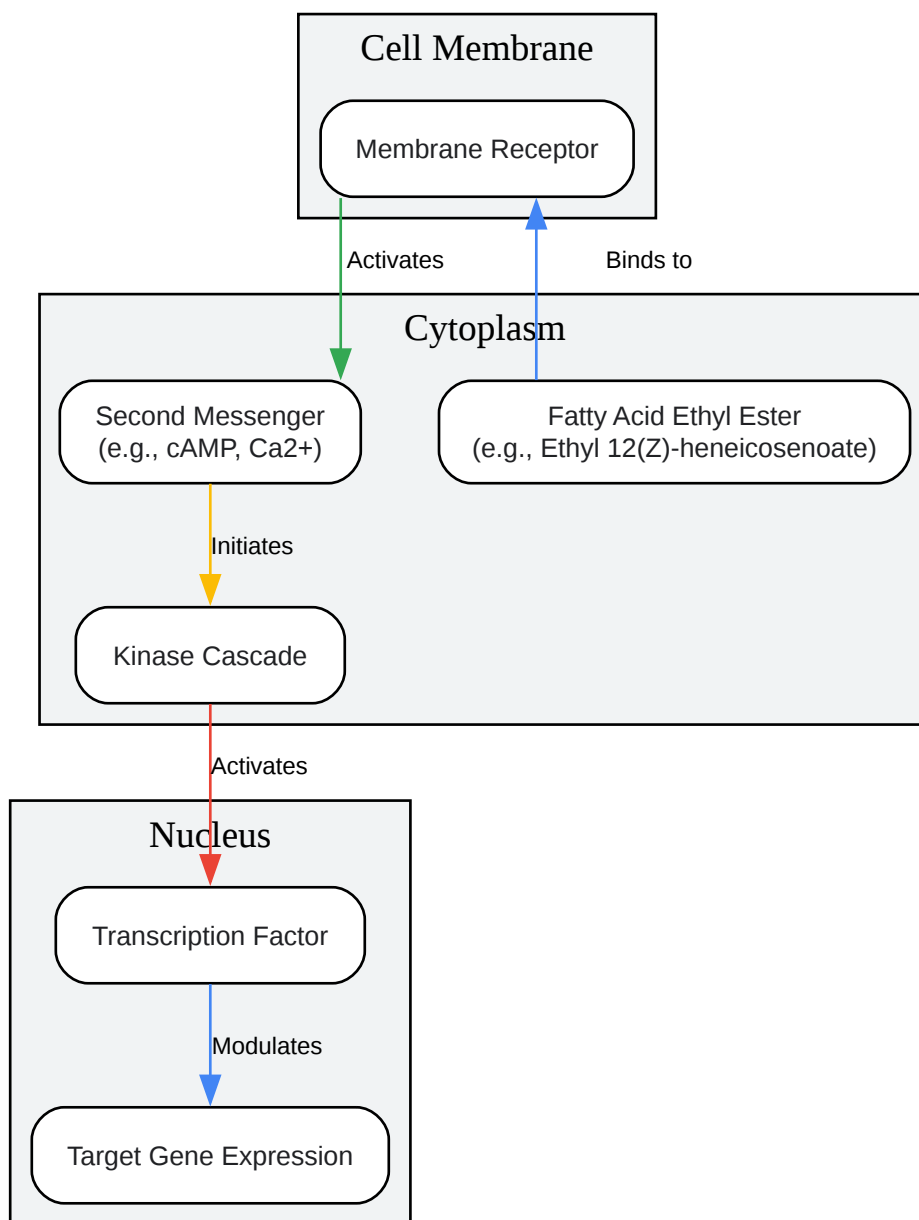 Cell Membrane
Membrane Receptor
Activates
Binds to
Cytoplasm
Second Messenger
(e.g., cAMP, Ca2+)
Fatty Acid Ethyl Ester
(e.g., Ethyl 12(Z)-heneicosenoate)
Initiates
Kinase Cascade
Activates
Nucleus
Transcription Factor
Modulates
Target Gene Expression